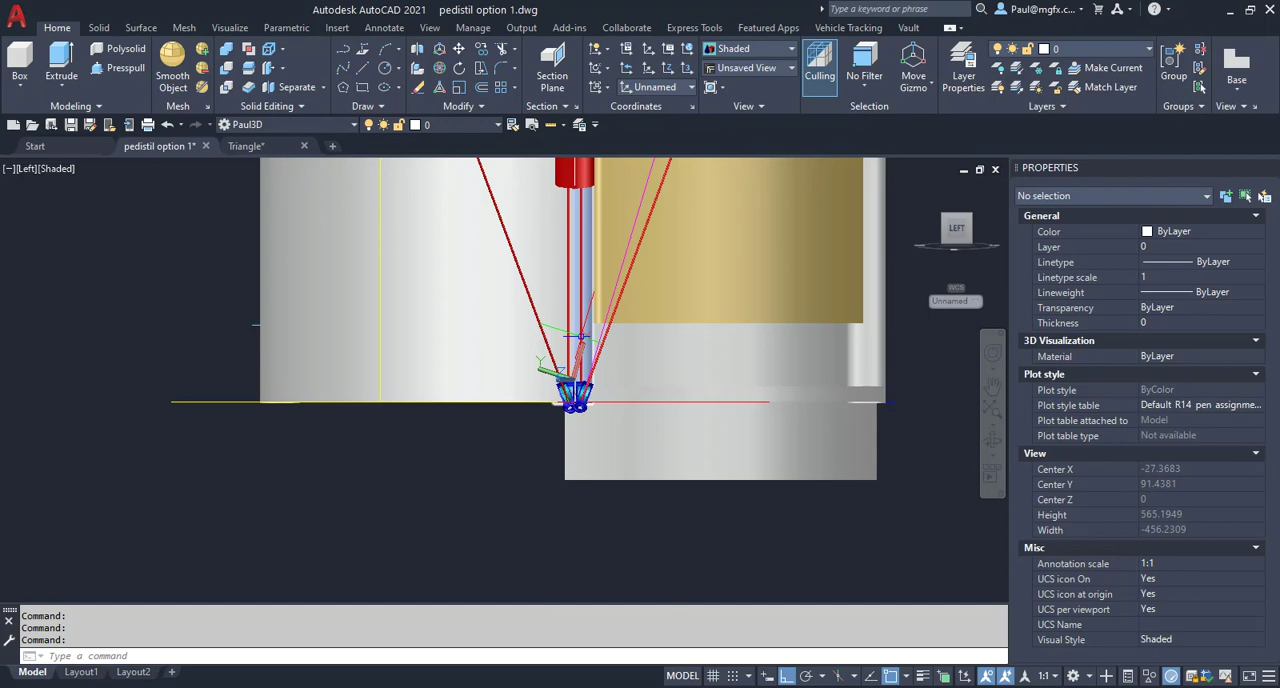 Autodesk AutoCAD 2021 pedistil option 1.dwg
Type a keyword or phrase
Paul@mgfx.c...
Home Solid Surface Mesh Visualize Parametric Insert Annotate View Manage Output Add-ins Collaborate Express Tools Featured Apps Vehicle Tracking Vault
Box
Extrude
Polysolid
Presspull
Smooth
Object
Separate
Section
Plane
Unnamed
Shaded
Unsaved View
Culling
No Filter
Move
Gizmo
Layer
Properties
0
Make Current
Match Layer
Group
Base
Modeling
Mesh
Solid Editing
Draw
Modify
Section
Coordinates
View
Selection
Layers
Groups
View
Paul3D
0
Start
pedistil option 1*
Triangle*
[−][Left][Shaded]
LEFT
WCS
Unnamed
Y
PROPERTIES
No selection
General
Color ByLayer
Layer 0
Linetype ByLayer
Linetype scale 1
Lineweight ByLayer
Transparency ByLayer
Thickness 0
3D Visualization
Material ByLayer
Plot style
Plot style ByColor
Plot style table Default R14 pen assignme...
Plot table attached to Model
Plot table type Not available
View
Center X -27.3683
Center Y 91.4381
Center Z 0
Height 565.1949
Width -456.2309
Misc
Annotation scale 1:1
UCS icon On Yes
UCS icon at origin Yes
UCS per viewport Yes
UCS Name
Visual Style Shaded
Command:
Command:
Command:
Type a command
Model Layout1 Layout2
MODEL
1:1